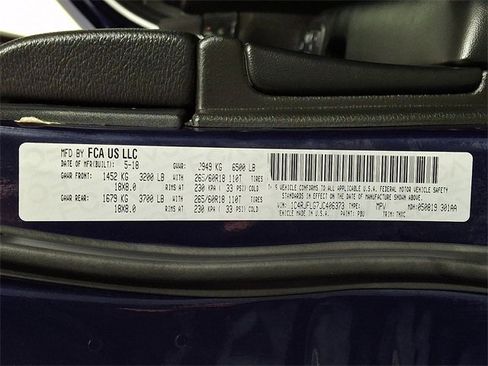 MFD BY FCA US LLC
DATE OF MFR(BUILT): 5-18 GVWR: 2949 KG 6500 LB
GAWR FRONT: 1452 KG 3200 LB WITH 265/60R18 110T TIRES
18X8.0 RIMS AT 230 KPA ( 33 PSI) COLD
GAWR REAR: 1679 KG 3700 LB WITH 265/60R18 110T TIRES
18X8.0 RIMS AT 230 KPA ( 33 PSI) COLD
VEHICLE CONFORMS TO ALL APPLICABLE U.S.A. FEDERAL MOTOR VEHICLE SAFETY
STANDARDS IN EFFECT ON THE DATE OF MANUFACTURE SHOWN ABOVE
VIN: 1C4RJFLG7JC406373 TYPE: MPV MDH: 050819 301AA
MADE IN U.S.A. PAINT: PBU TRIM: